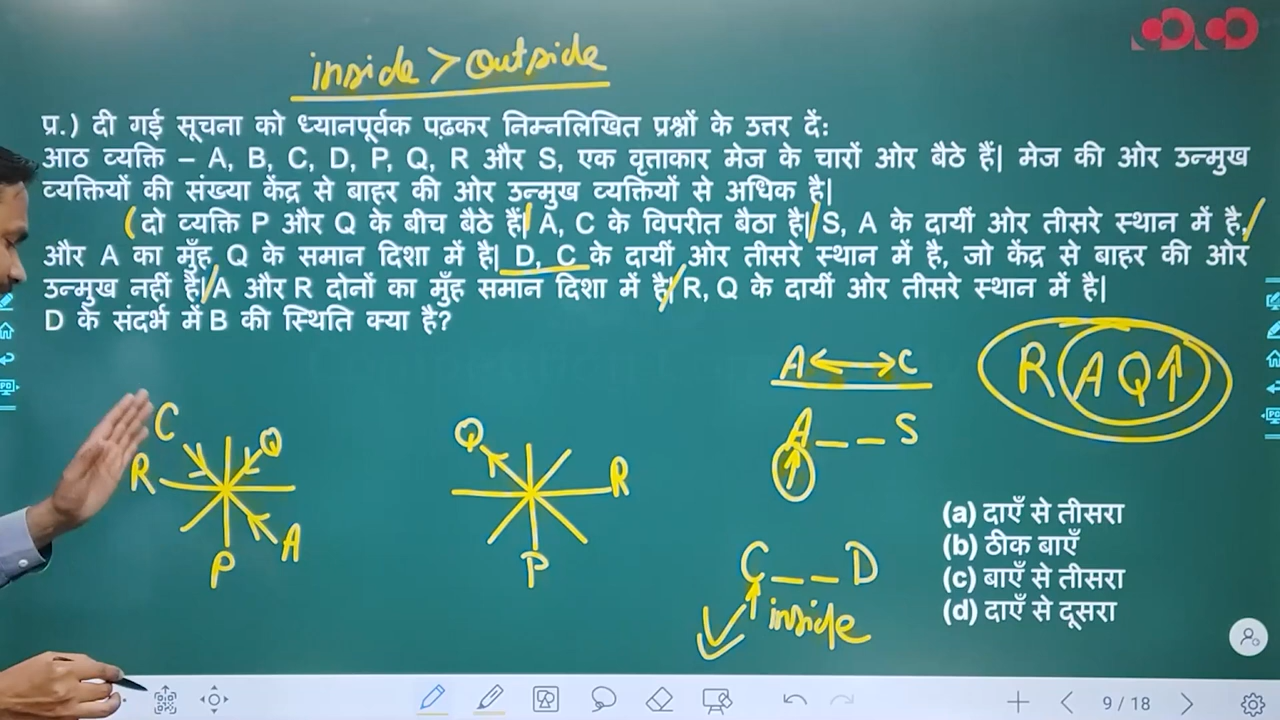 inside > Outside
प्र.) दी गई सूचना को ध्यानपूर्वक पढ़कर निम्नलिखित प्रश्नों के उत्तर दें:
आठ व्यक्ति – A, B, C, D, P, Q, R और S, एक वृत्ताकार मेज के चारों ओर बैठे हैं| मेज की ओर उन्मुख
व्यक्तियों की संख्या केंद्र से बाहर की ओर उन्मुख व्यक्तियों से अधिक है|
(दो व्यक्ति P और Q के बीच बैठे हैं| A, C के विपरीत बैठा है| S, A के दायीं ओर तीसरे स्थान में है,
और A का मुँह Q के समान दिशा में है| D, C के दायीं ओर तीसरे स्थान में है, जो केंद्र से बाहर की ओर
उन्मुख नहीं है| A और R दोनों का मुँह समान दिशा में है| R, Q के दायीं ओर तीसरे स्थान में है|
D के संदर्भ में B की स्थिति क्या है?
A ↔ C
R A Q ↑
A _ _ S
C Q
R
A
P
Q
R
P
C _ _ D
inside
(a) दाएँ से तीसरा
(b) ठीक बाएँ
(c) बाएँ से तीसरा
(d) दाएँ से दूसरा
9 / 18